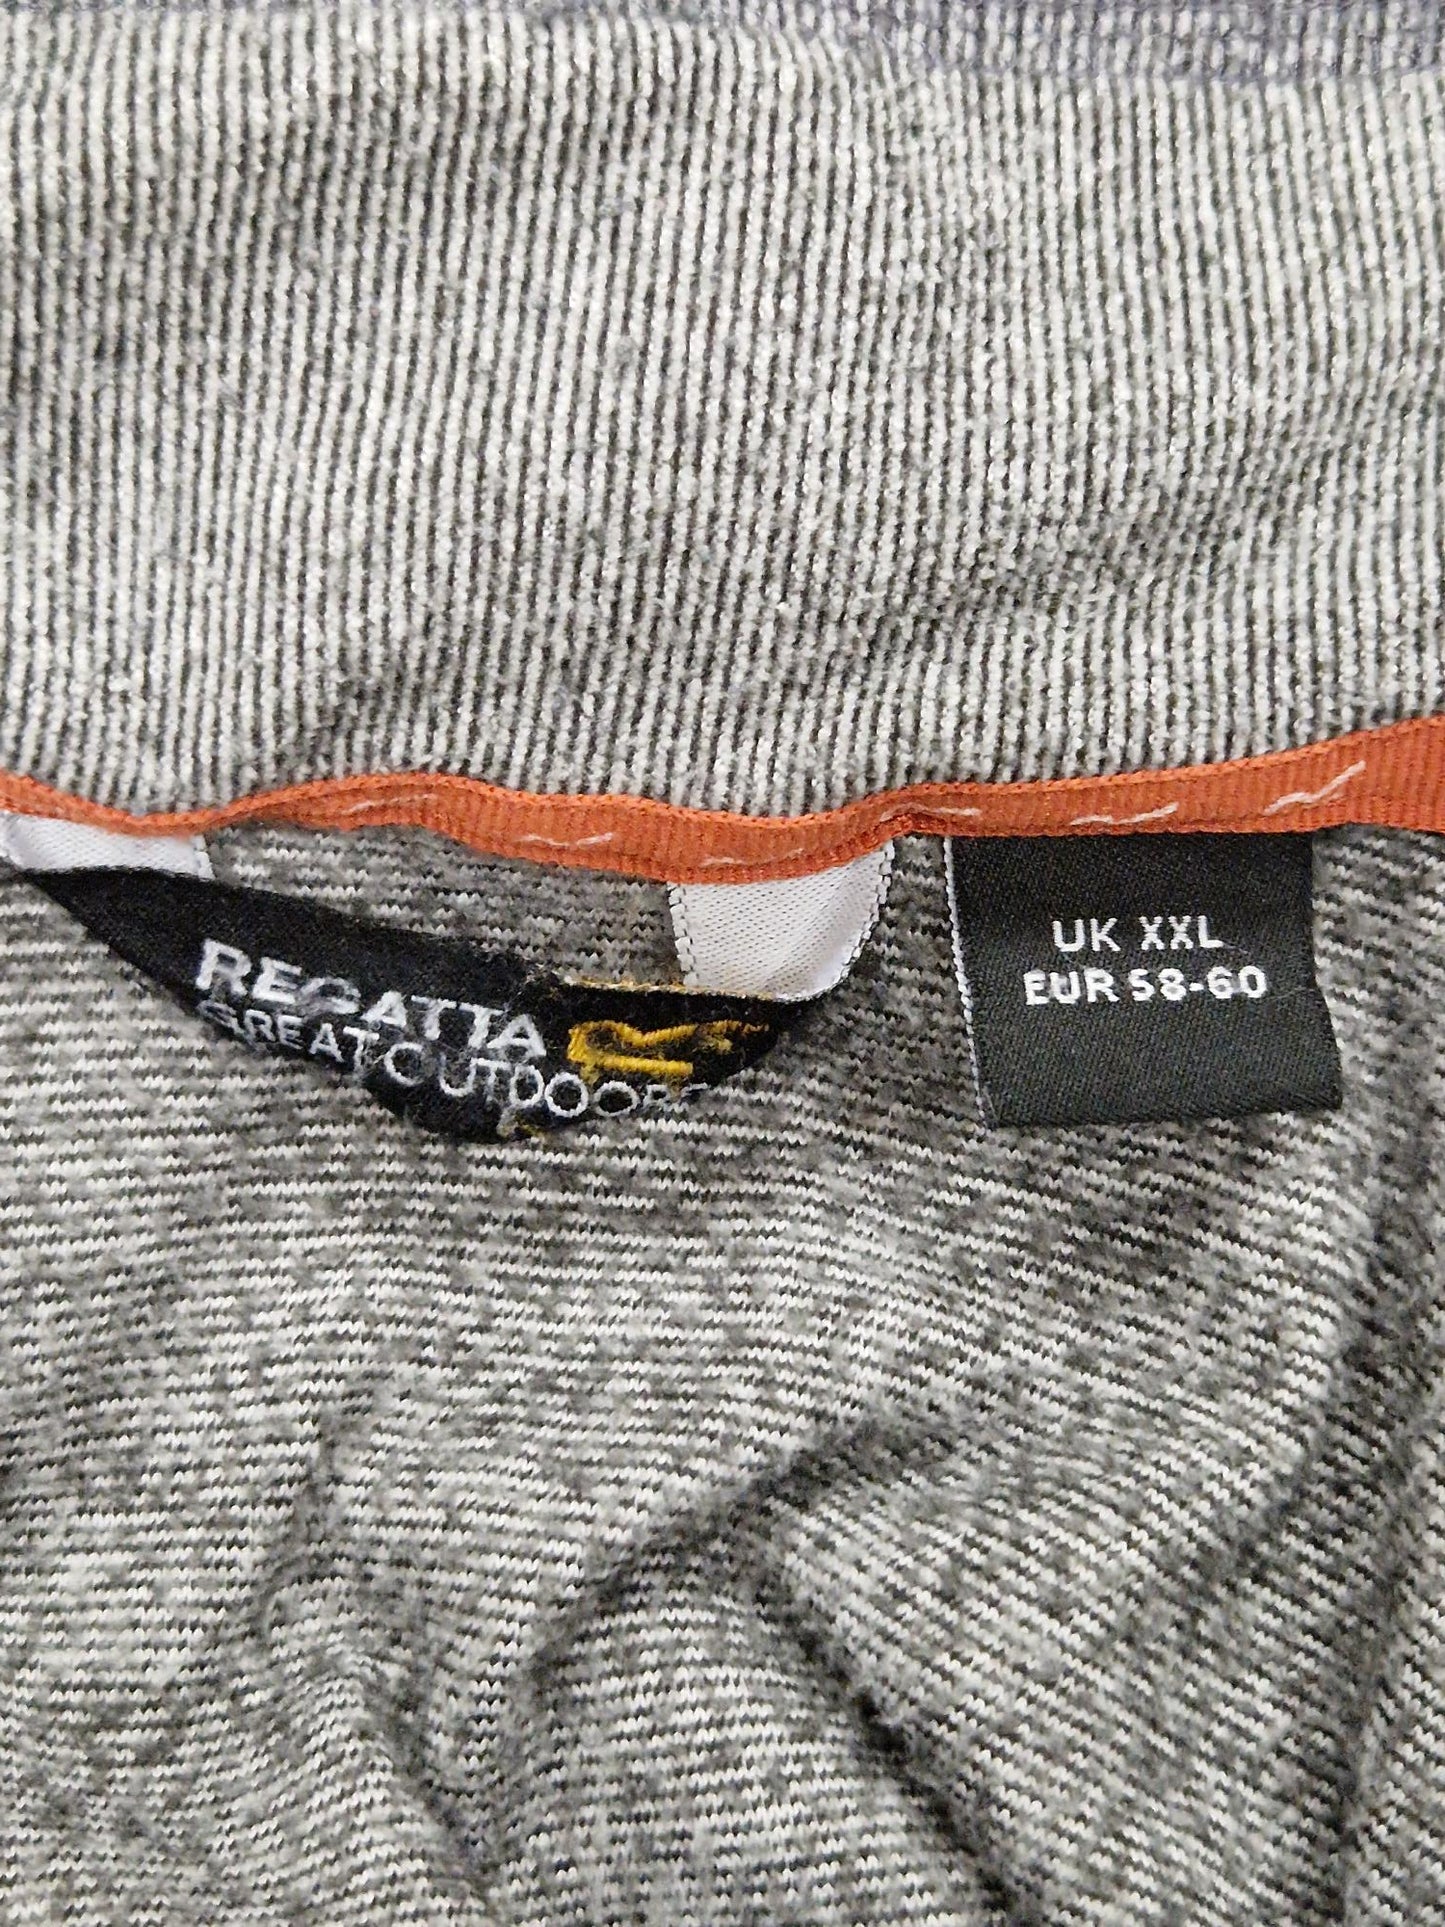 REGATTA
GREAT OUTDOORS
UK XXL
EUR 58-60